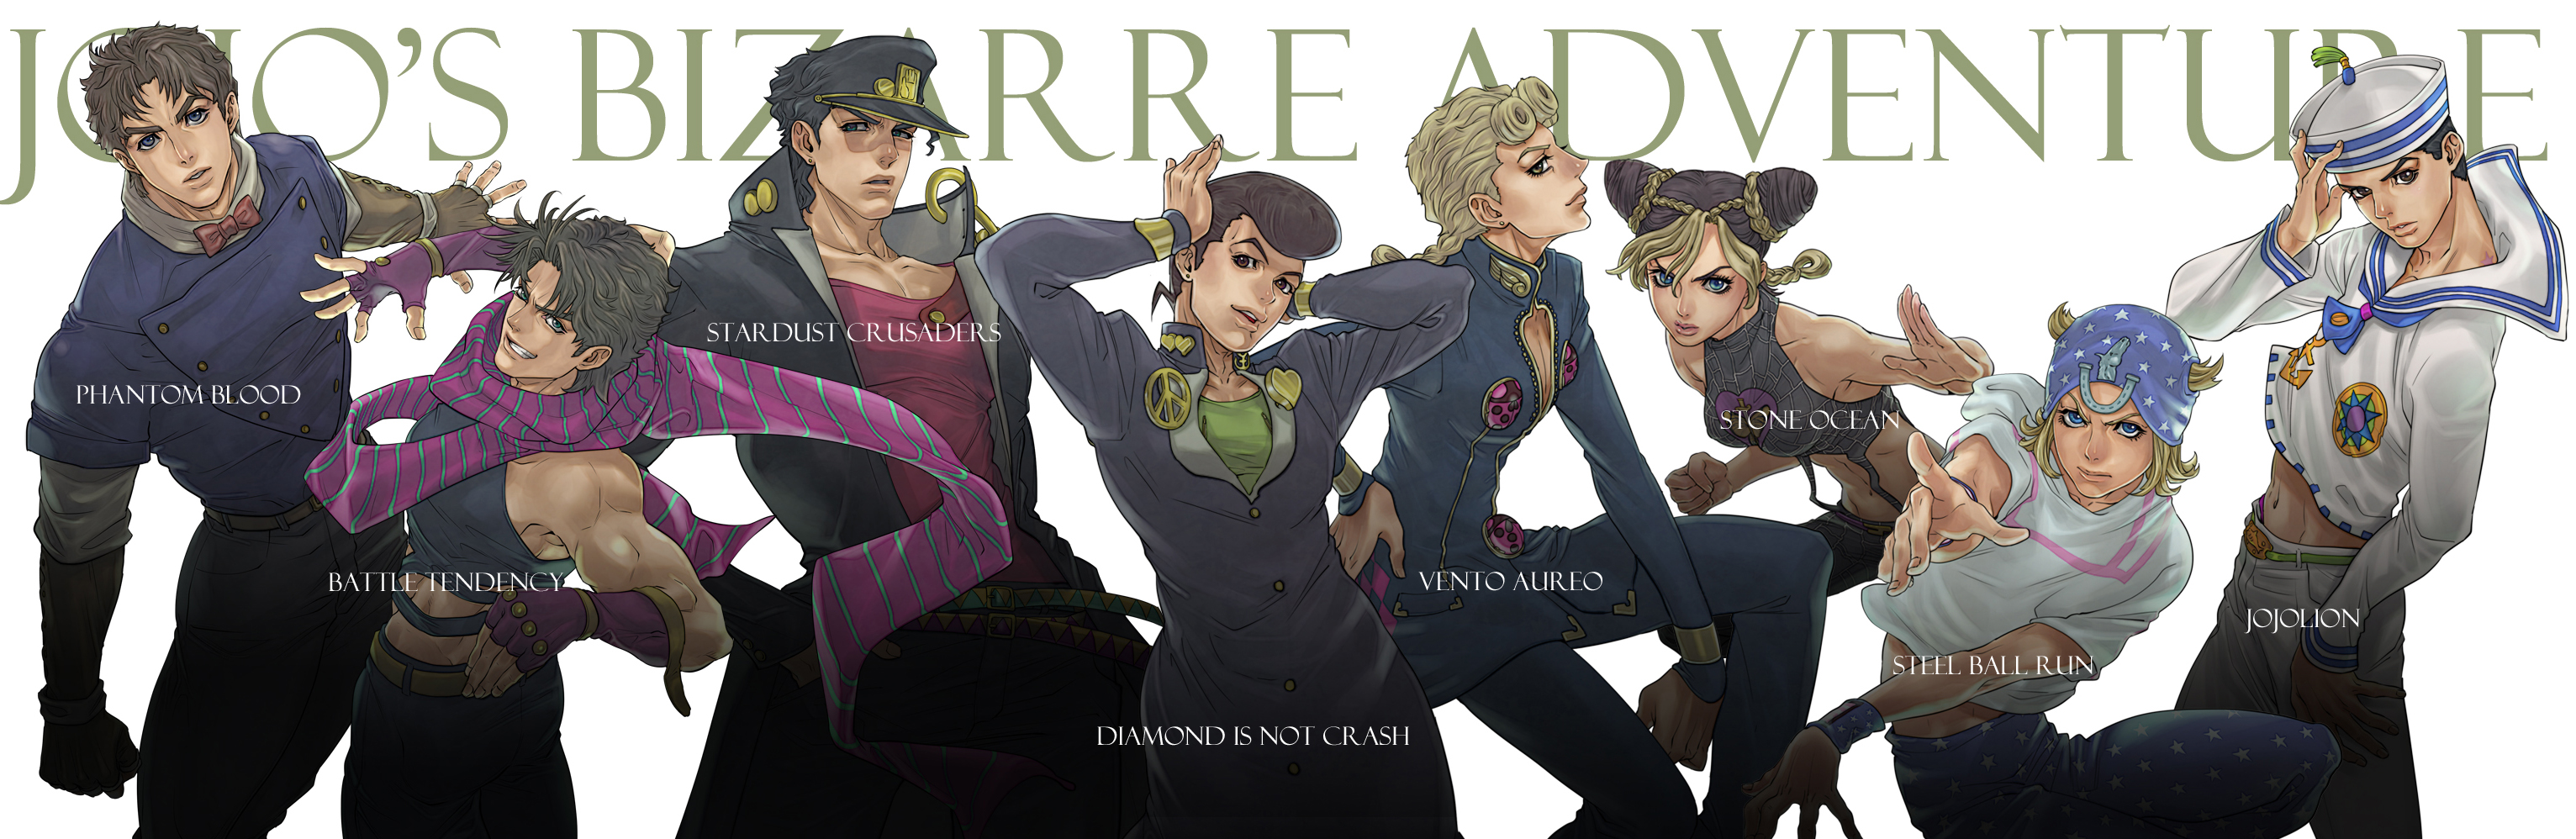 JOJO'S BIZARRE ADVENTURE
PHANTOM BLOOD
BATTLE TENDENCY
STARDUST CRUSADERS
DIAMOND IS NOT CRASH
VENTO AUREO
STONE OCEAN
STEEL BALL RUN
JOJOLION